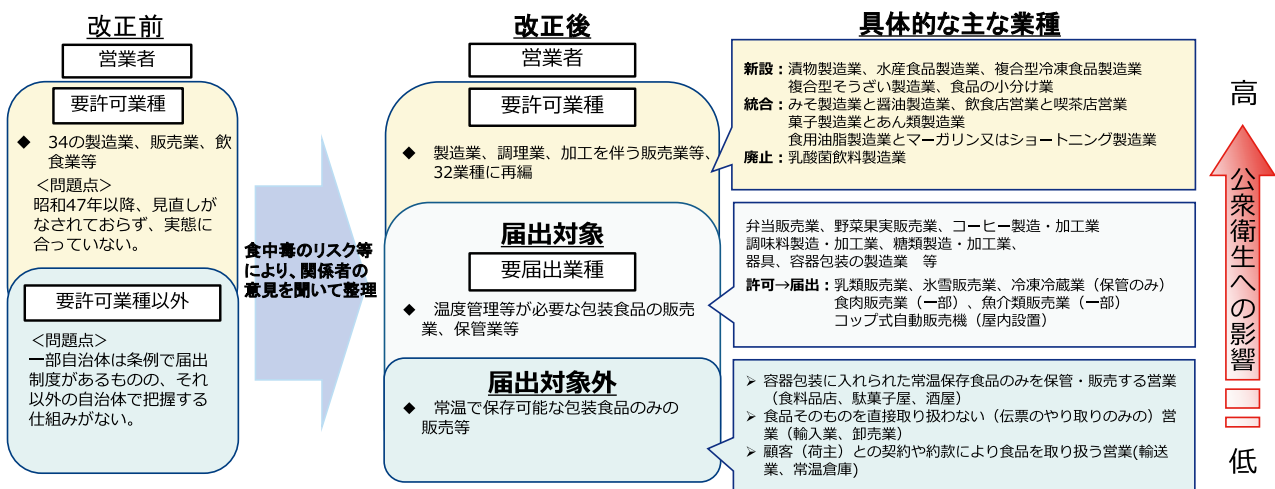 改正前
営業者
要許可業種
◆ 34の製造業、販売業、飲
食業等
＜問題点＞
昭和47年以降、見直しが
なされておらず、実態に
合っていない。
要許可業種以外
＜問題点＞
一部自治体は条例で届出
制度があるものの、それ
以外の自治体で把握する
仕組みがない。
食中毒のリスク等
により、関係者の
意見を聞いて整理
改正後
営業者
要許可業種
◆ 製造業、調理業、加工を伴う販売業等、
32業種に再編
届出対象
要届出業種
◆ 温度管理等が必要な包装食品の販売
業、保管業等
届出対象外
◆ 常温で保存可能な包装食品のみの
販売等
具体的な主な業種
新設：漬物製造業、水産食品製造業、複合型冷凍食品製造業
複合型そうざい製造業、食品の小分け業
統合：みそ製造業と醤油製造業、飲食店営業と喫茶店営業
菓子製造業とあん類製造業
食用油脂製造業とマーガリン又はショートニング製造業
廃止：乳酸菌飲料製造業
弁当販売業、野菜果実販売業、コーヒー製造・加工業
調味料製造・加工業、糖類製造・加工業、
器具、容器包装の製造業　等
許可→届出：乳類販売業、氷雪販売業、冷凍冷蔵業（保管のみ）
食肉販売業（一部）、魚介類販売業（一部）
コップ式自動販売機（屋内設置）
➢ 容器包装に入れられた常温保存食品のみを保管・販売する営業
（食料品店、駄菓子屋、酒屋）
➢ 食品そのものを直接取り扱わない（伝票のやり取りのみの）営
業（輸入業、卸売業）
➢ 顧客（荷主）との契約や約款により食品を取り扱う営業(輸送
業、常温倉庫)
高
公衆衛生への影響
低